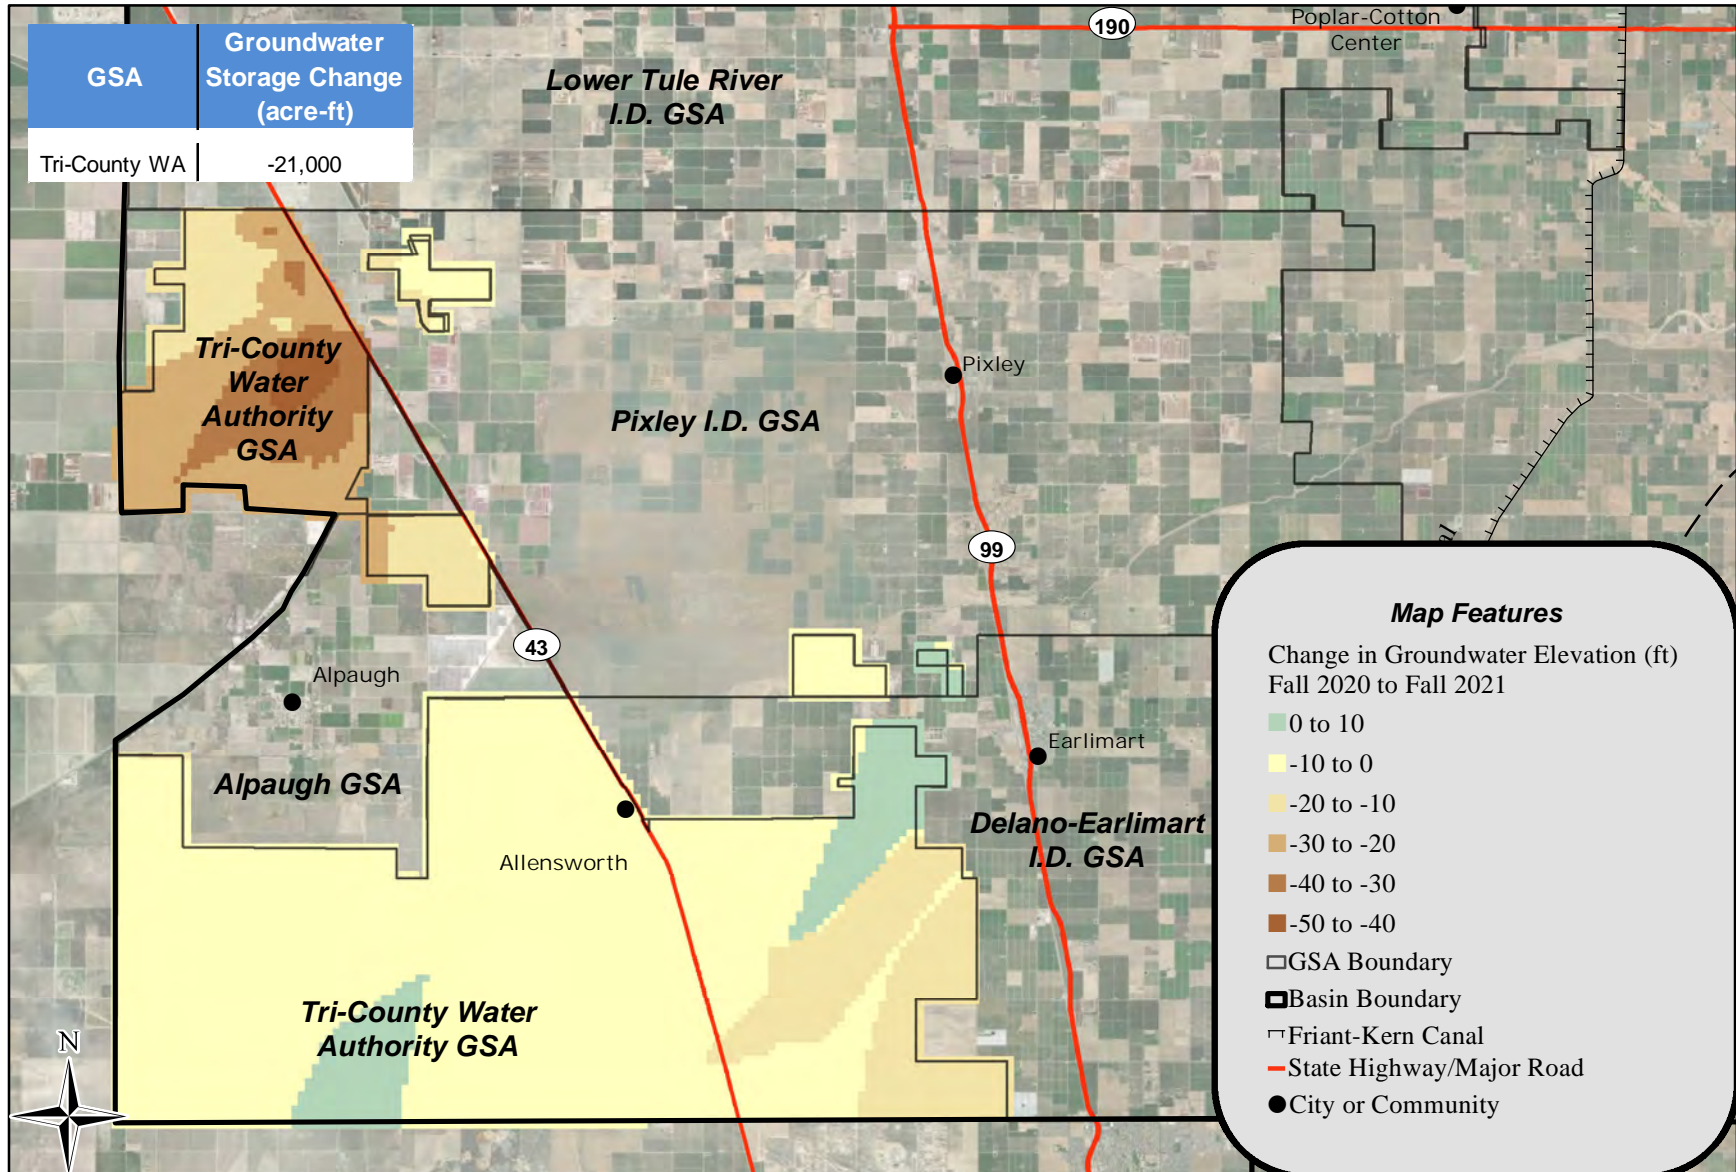 GSA
Groundwater
Storage Change
(acre-ft)
Tri-County WA
-21,000
Lower Tule River
I.D. GSA
190
Poplar-Cotton
Center
Tri-County
Water
Authority
GSA
Pixley I.D. GSA
Pixley
99
43
Alpaugh
Alpaugh GSA
Earlimart
Allensworth
Delano-Earlimart
I.D. GSA
Tri-County Water
Authority GSA
N
al
Map Features
Change in Groundwater Elevation (ft)
Fall 2020 to Fall 2021
0 to 10
-10 to 0
-20 to -10
-30 to -20
-40 to -30
-50 to -40
GSA Boundary
Basin Boundary
Friant-Kern Canal
State Highway/Major Road
City or Community